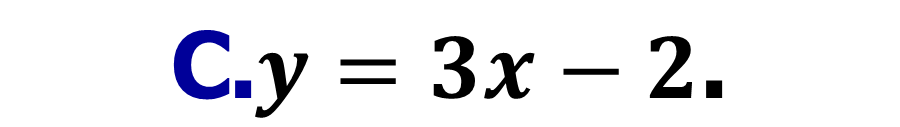 C. y = 3x − 2.